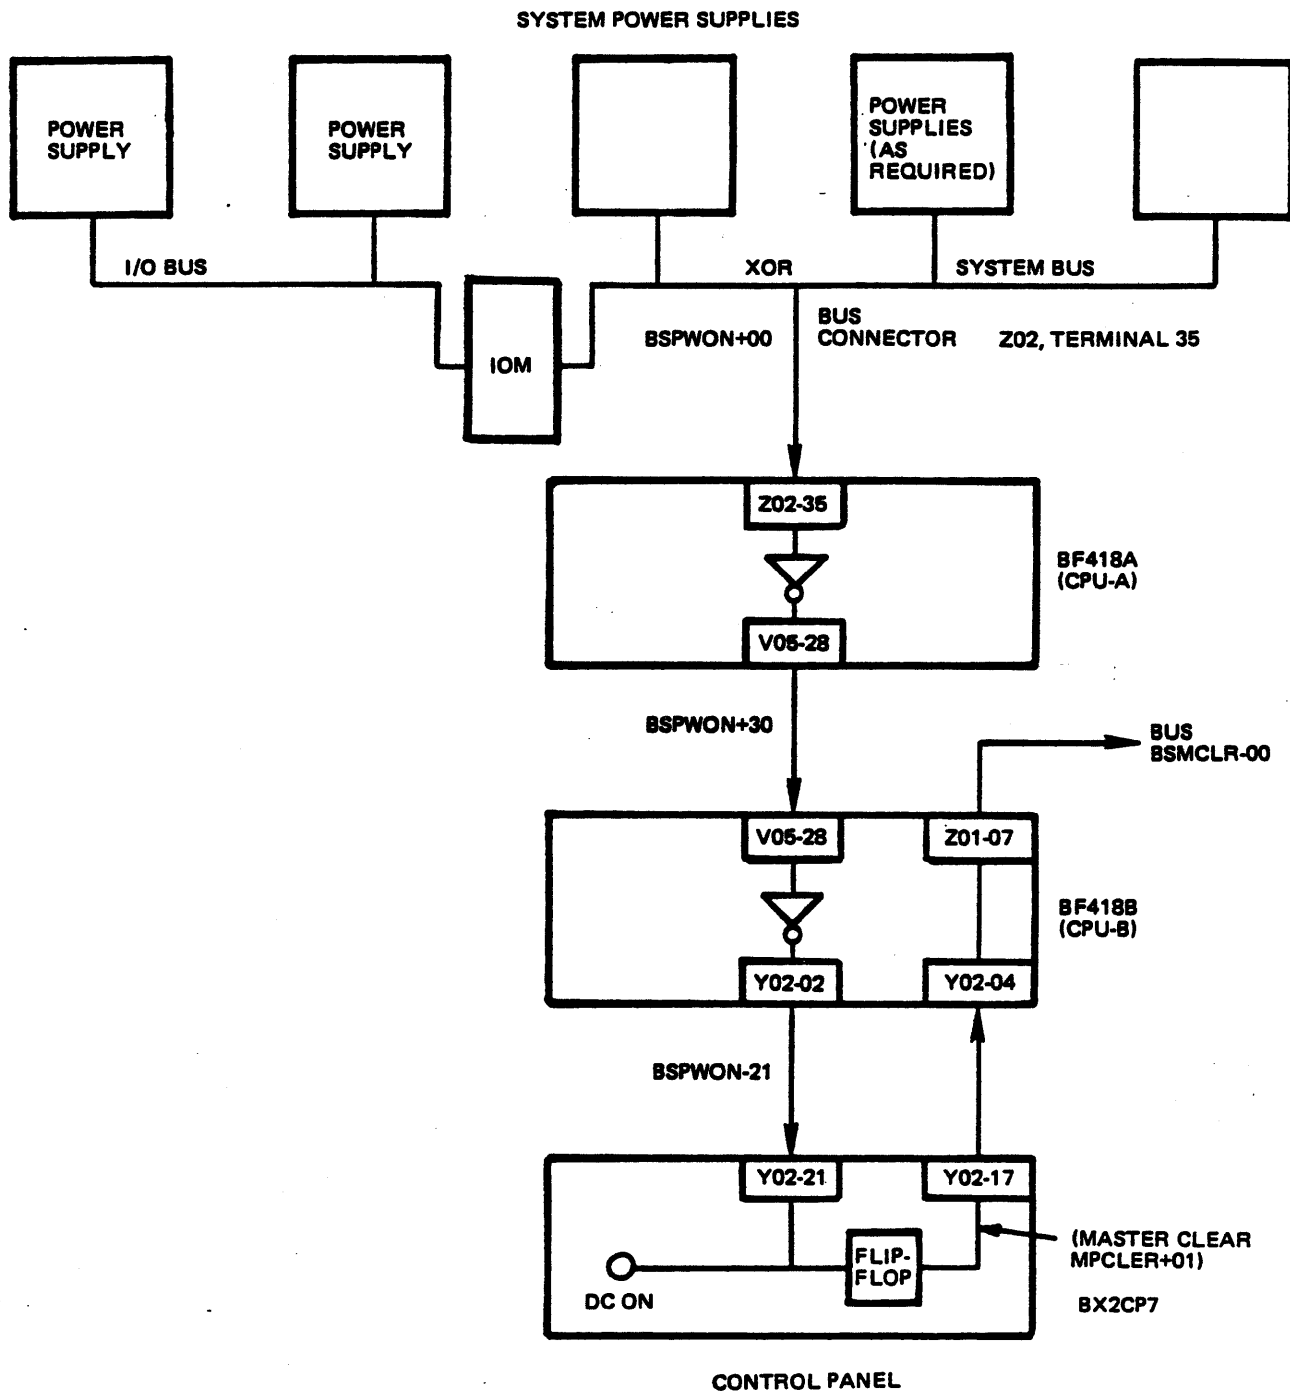 SYSTEM POWER SUPPLIES
POWER
SUPPLY
POWER
SUPPLY
POWER
SUPPLIES
(AS
REQUIRED)
I/O BUS
XOR
SYSTEM BUS
IOM
BSPWON+00
BUS
CONNECTOR
Z02, TERMINAL 35
Z02-35
BF418A
(CPU-A)
V05-28
BSPWON+30
BUS
BSMCLR-00
V05-28
Z01-07
BF418B
(CPU-B)
Y02-02
Y02-04
BSPWON-21
Y02-21
Y02-17
FLIP-
FLOP
(MASTER CLEAR
MPCLER+01)
DC ON
BX2CP7
CONTROL PANEL